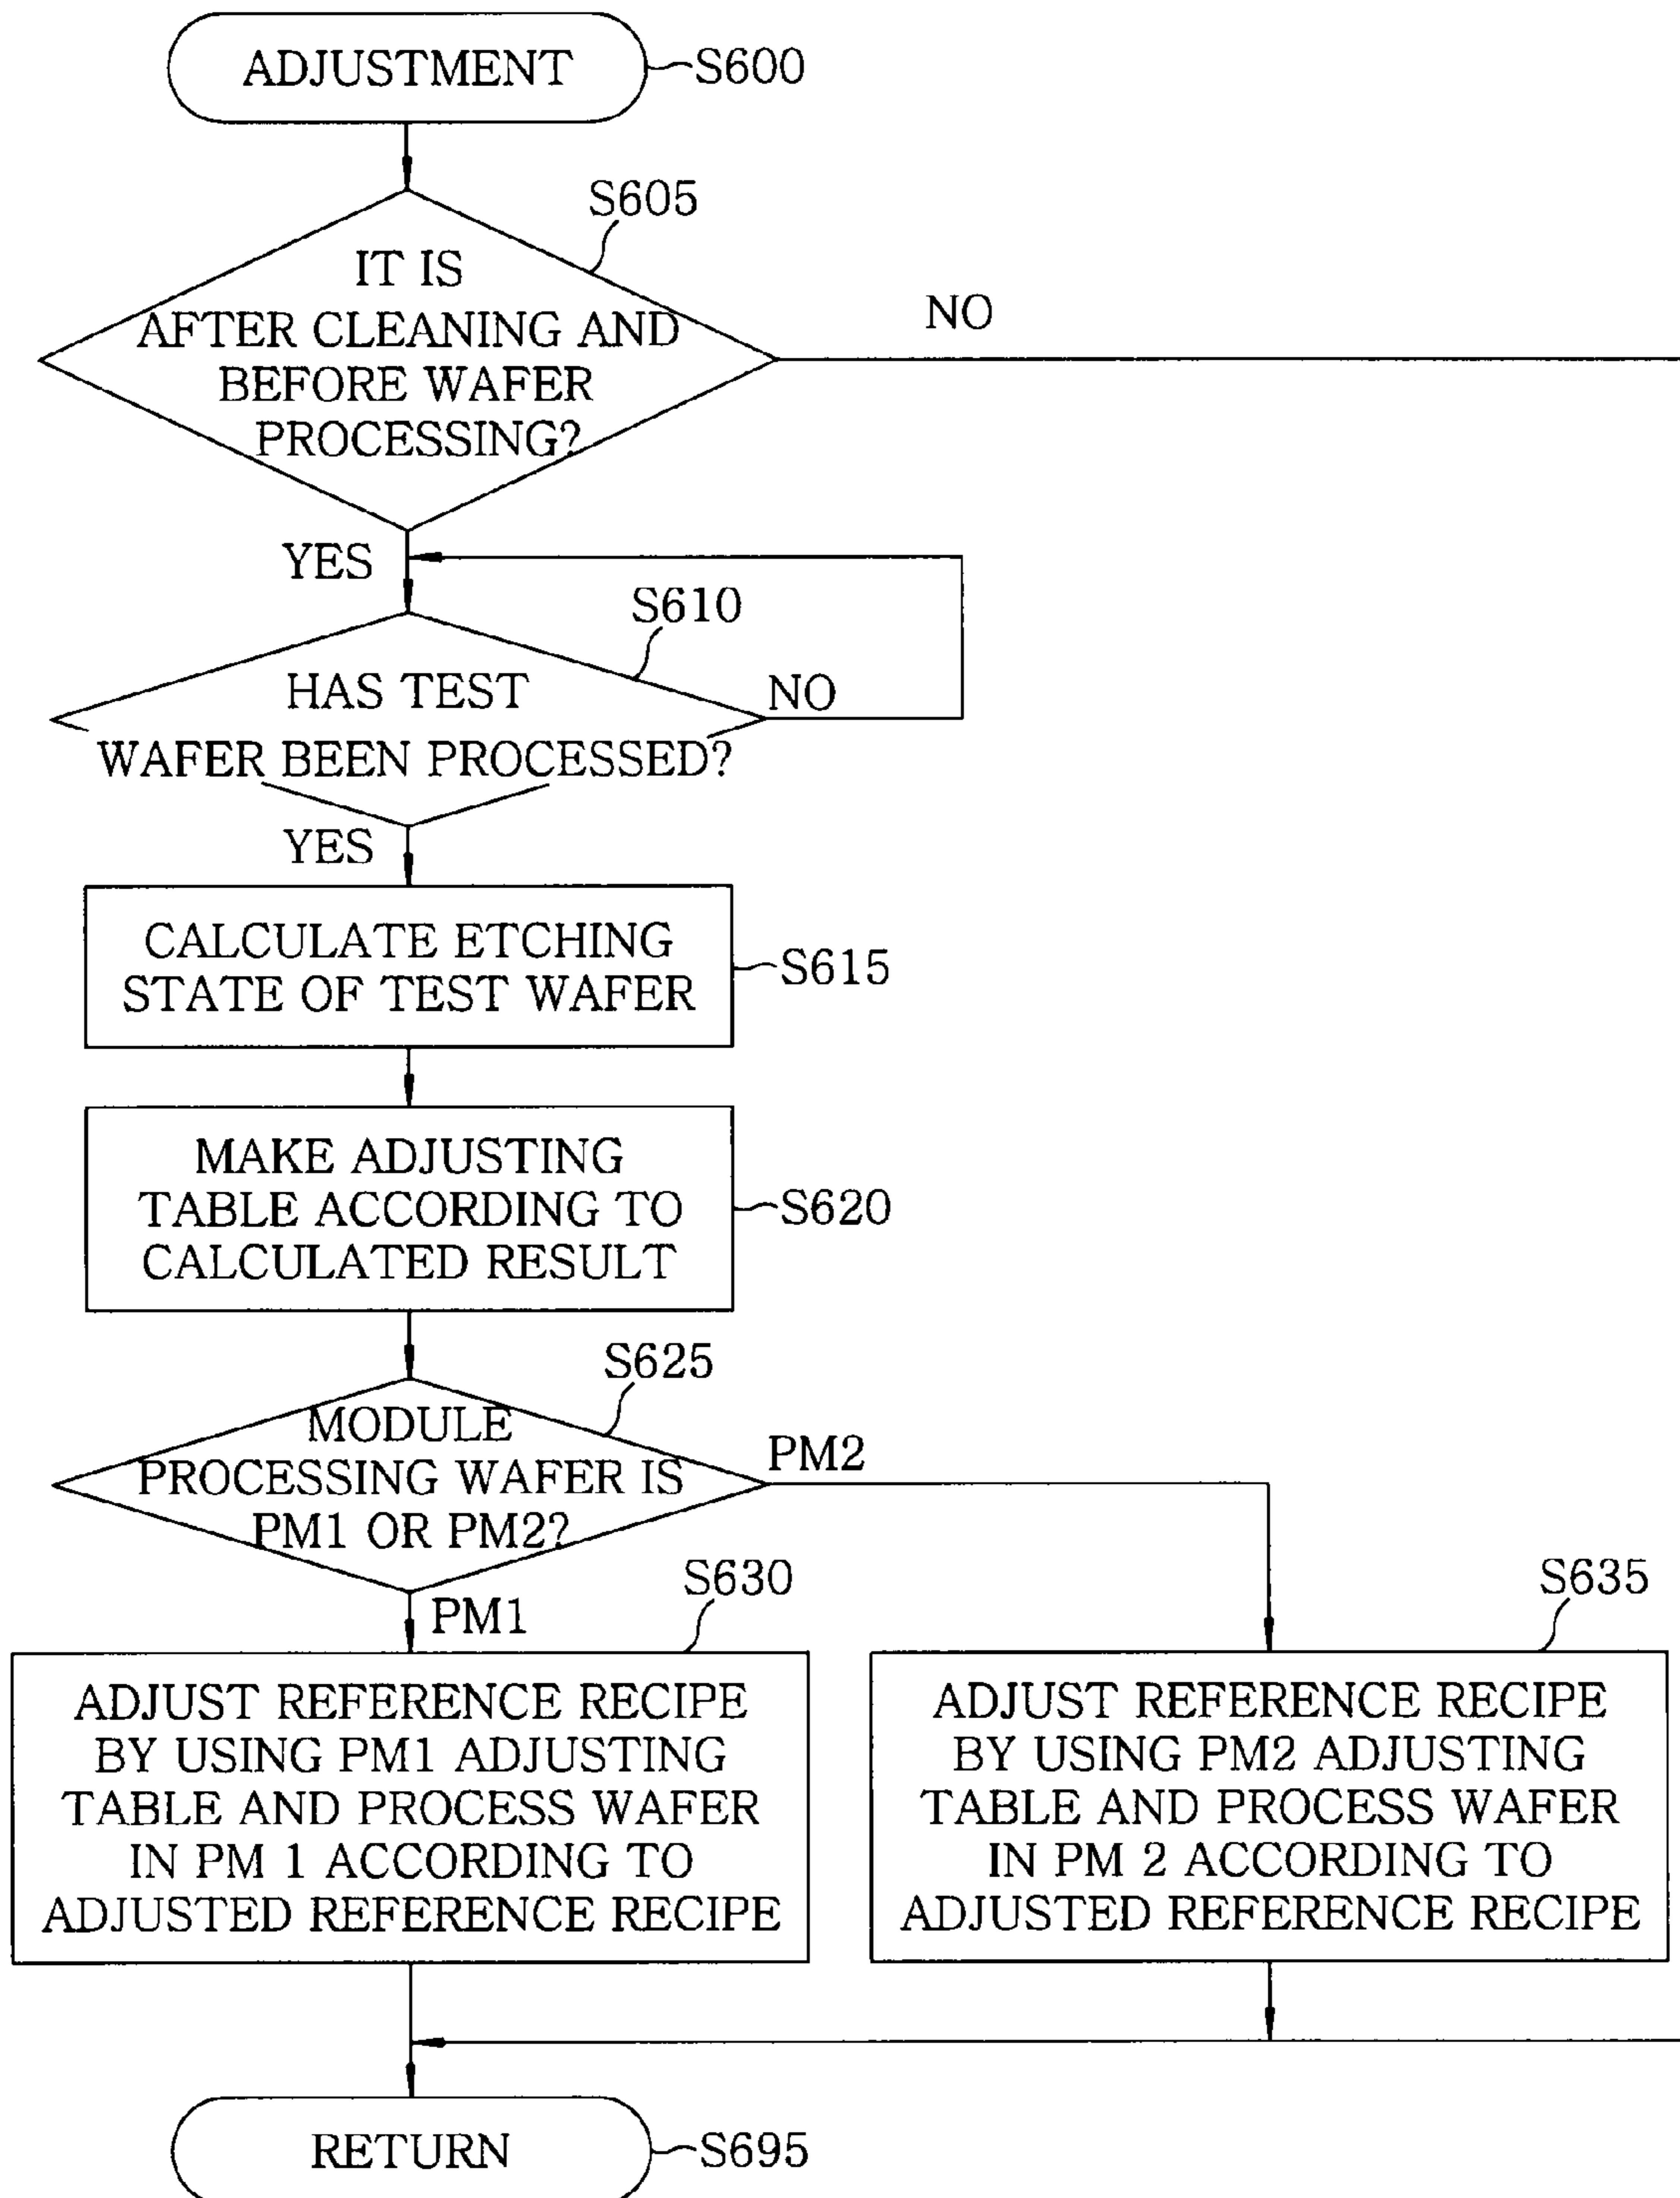 ADJUSTMENT
S600
S605
IT IS
AFTER CLEANING AND
BEFORE WAFER
PROCESSING?
NO
YES
S610
HAS TEST
WAFER BEEN PROCESSED?
NO
YES
CALCULATE ETCHING
STATE OF TEST WAFER
S615
MAKE ADJUSTING
TABLE ACCORDING TO
CALCULATED RESULT
S620
S625
MODULE
PROCESSING WAFER IS
PM1 OR PM2?
PM2
PM1
S630
ADJUST REFERENCE RECIPE
BY USING PM1 ADJUSTING
TABLE AND PROCESS WAFER
IN PM 1 ACCORDING TO
ADJUSTED REFERENCE RECIPE
S635
ADJUST REFERENCE RECIPE
BY USING PM2 ADJUSTING
TABLE AND PROCESS WAFER
IN PM 2 ACCORDING TO
ADJUSTED REFERENCE RECIPE
RETURN
S695